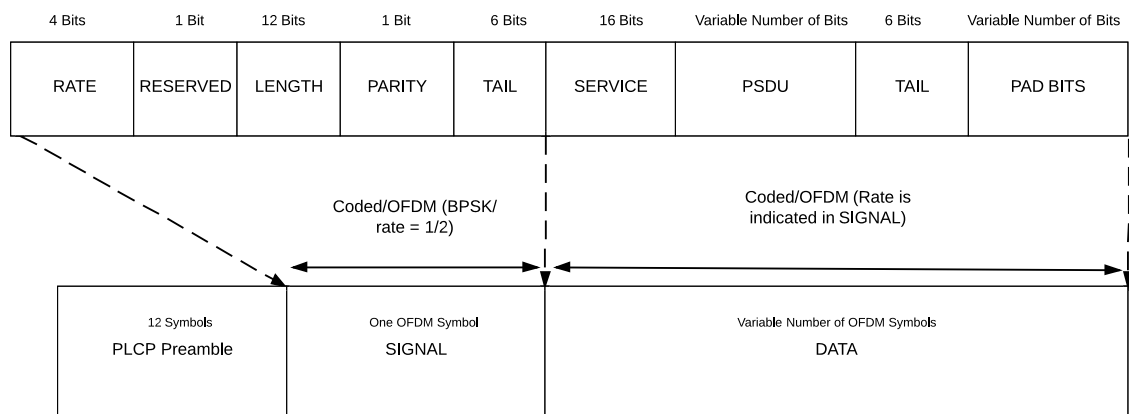 4 Bits 1 Bit 12 Bits 1 Bit 6 Bits 16 Bits Variable Number of Bits 6 Bits Variable Number of Bits
RATE RESERVED LENGTH PARITY TAIL SERVICE PSDU TAIL PAD BITS
Coded/OFDM (BPSK/
rate = 1/2)
Coded/OFDM (Rate is
indicated in SIGNAL)
12 Symbols One OFDM Symbol Variable Number of OFDM Symbols
PLCP Preamble SIGNAL DATA